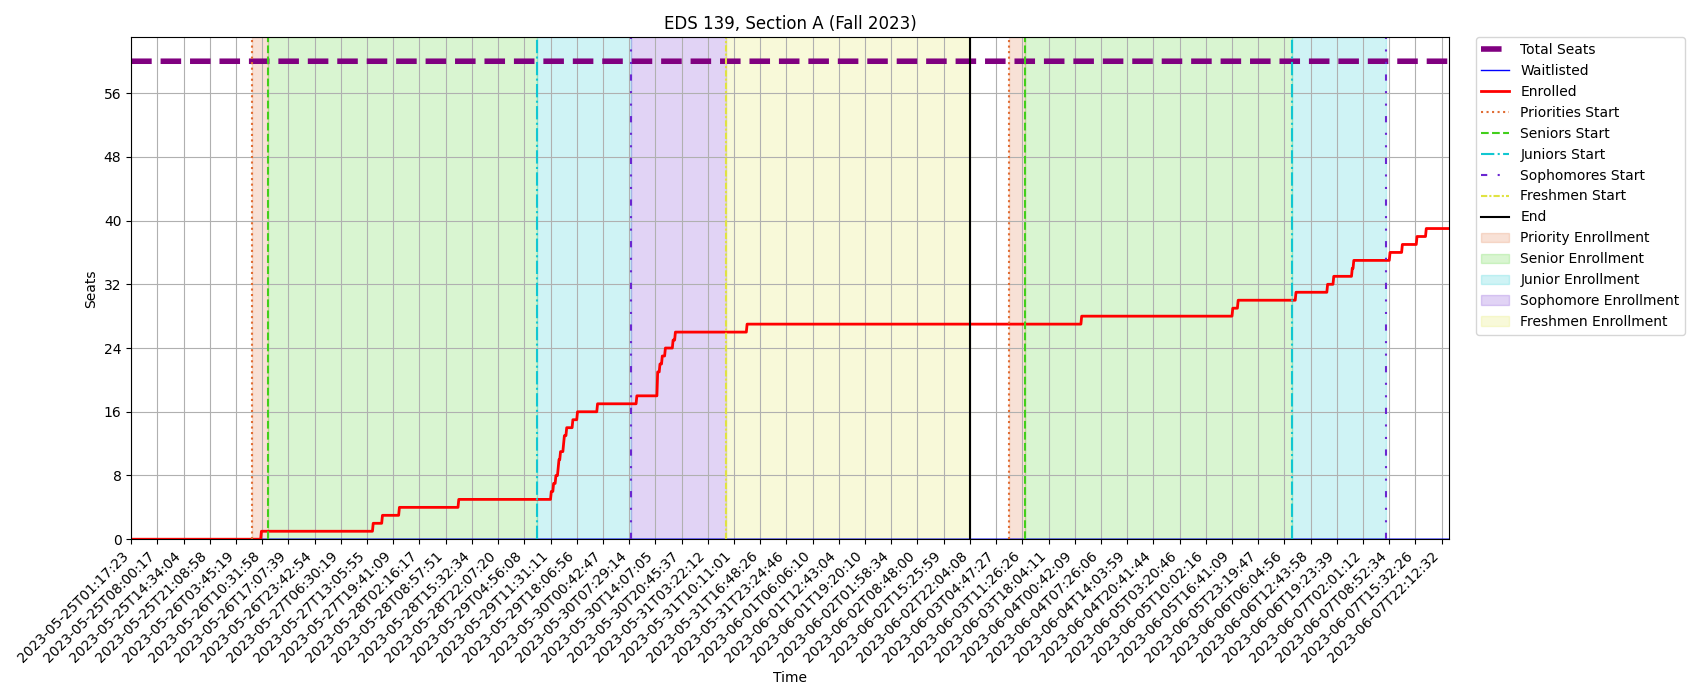 EDS 139, Section A (Fall 2023)
Seats
56
48
40
32
24
16
8
0
2023-05-25T01:17:23
2023-05-25T08:00:17
2023-05-25T14:34:04
2023-05-25T21:08:58
2023-05-26T03:45:19
2023-05-26T10:31:58
2023-05-26T17:07:39
2023-05-26T23:42:54
2023-05-27T06:30:19
2023-05-27T13:05:55
2023-05-27T19:41:09
2023-05-28T02:16:17
2023-05-28T08:57:51
2023-05-28T15:32:34
2023-05-28T22:07:20
2023-05-29T04:56:08
2023-05-29T11:31:11
2023-05-29T18:06:56
2023-05-30T00:42:47
2023-05-30T07:29:14
2023-05-30T14:07:05
2023-05-30T20:45:37
2023-05-31T03:22:12
2023-05-31T10:11:01
2023-05-31T16:48:26
2023-05-31T23:24:46
2023-06-01T06:06:10
2023-06-01T12:43:04
2023-06-01T19:20:10
2023-06-02T01:58:34
2023-06-02T08:48:00
2023-06-02T15:25:59
2023-06-02T22:04:08
2023-06-03T04:47:27
2023-06-03T11:26:26
2023-06-03T18:04:11
2023-06-04T00:42:09
2023-06-04T07:26:06
2023-06-04T14:03:59
2023-06-04T20:41:44
2023-06-05T03:20:46
2023-06-05T10:02:16
2023-06-05T16:41:09
2023-06-05T23:19:47
2023-06-06T06:04:56
2023-06-06T12:43:58
2023-06-06T19:23:39
2023-06-07T02:01:12
2023-06-07T08:52:34
2023-06-07T15:32:26
2023-06-07T22:12:32
Time
Total Seats
Waitlisted
Enrolled
Priorities Start
Seniors Start
Juniors Start
Sophomores Start
Freshmen Start
End
Priority Enrollment
Senior Enrollment
Junior Enrollment
Sophomore Enrollment
Freshmen Enrollment